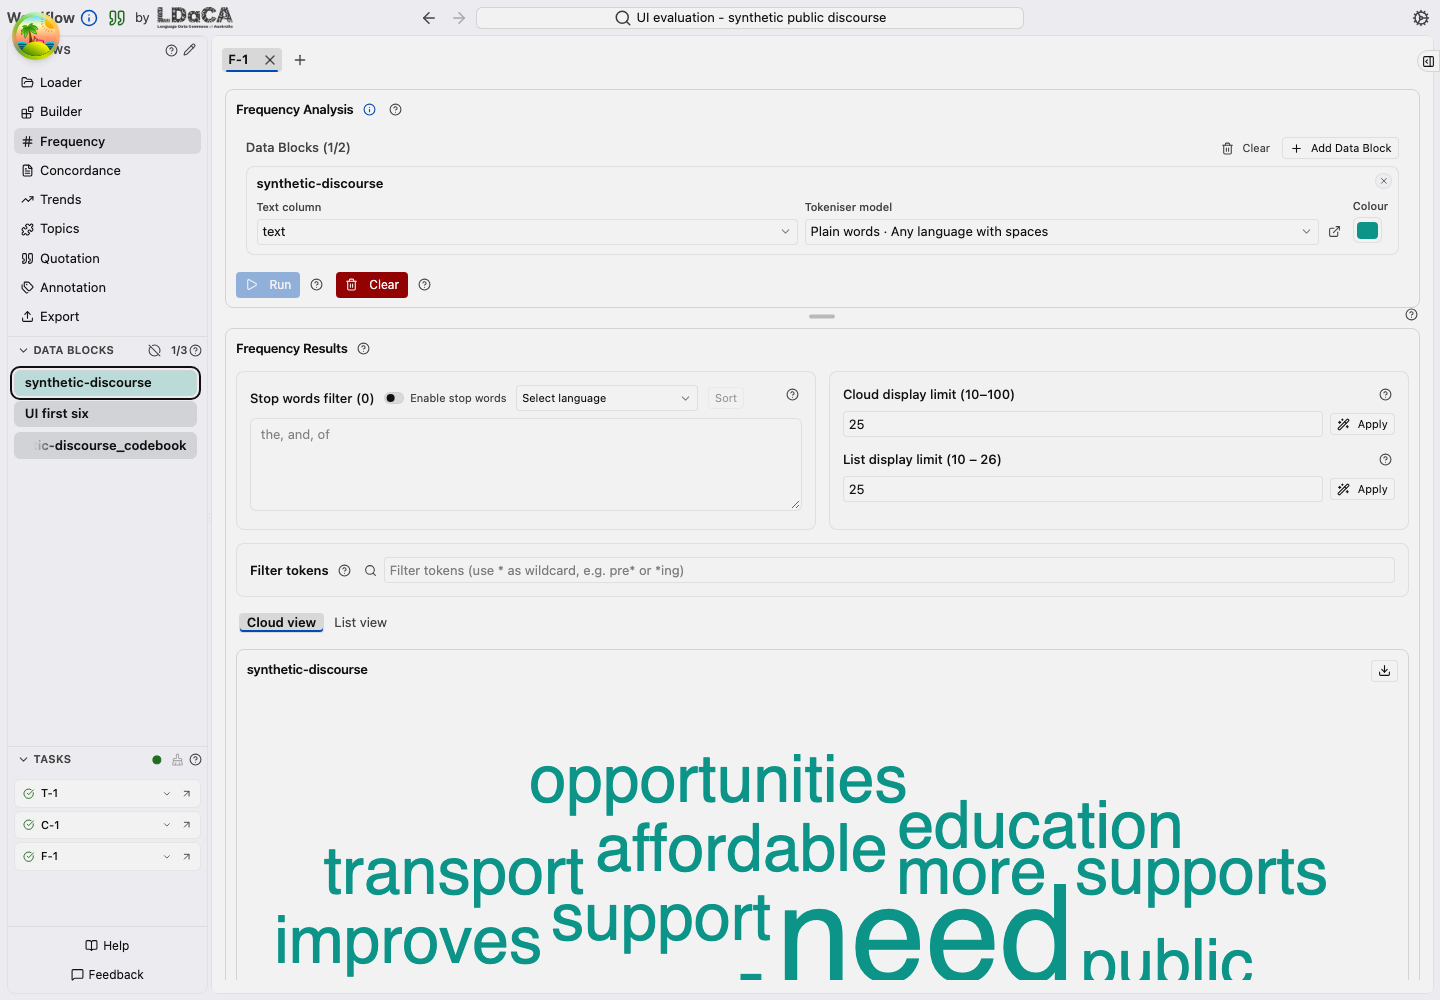 by LDaCA
Language Data Commons of Australia
UI evaluation - synthetic public discourse
Loader
Builder
Frequency
Concordance
Trends
Topics
Quotation
Annotation
Export
DATA BLOCKS 1/3
synthetic-discourse
UI first six
ic-discourse_codebook
TASKS
T-1
C-1
F-1
Help
Feedback
F-1
Frequency Analysis
Data Blocks (1/2)
Clear
Add Data Block
synthetic-discourse
Text column
Tokeniser model
Colour
text
Plain words · Any language with spaces
Run
Clear
Frequency Results
Stop words filter (0)
Enable stop words
Select language
Sort
the, and, of
Cloud display limit (10–100)
25
Apply
List display limit (10 – 26)
25
Apply
Filter tokens
Filter tokens (use * as wildcard, e.g. pre* or *ing)
Cloud view
List view
synthetic-discourse
opportunities
education
affordable
transport
more
supports
support
need
improves
public